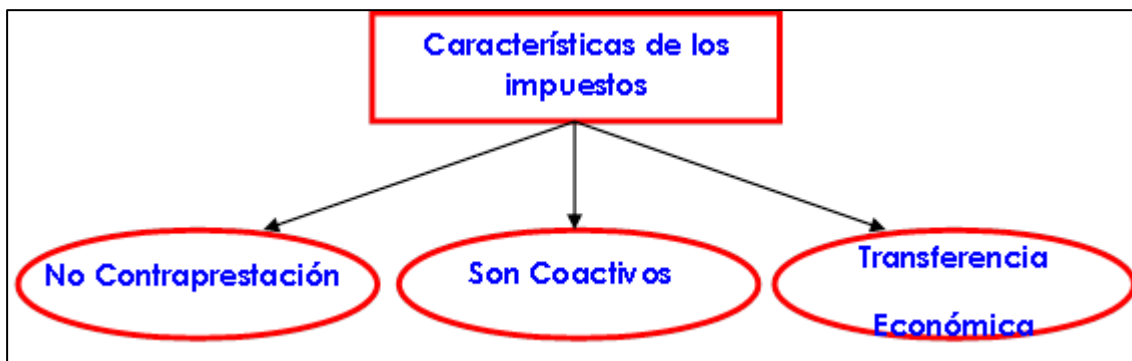 Características de los
impuestos
No Contraprestación
Son Coactivos
Transferencia
Económica